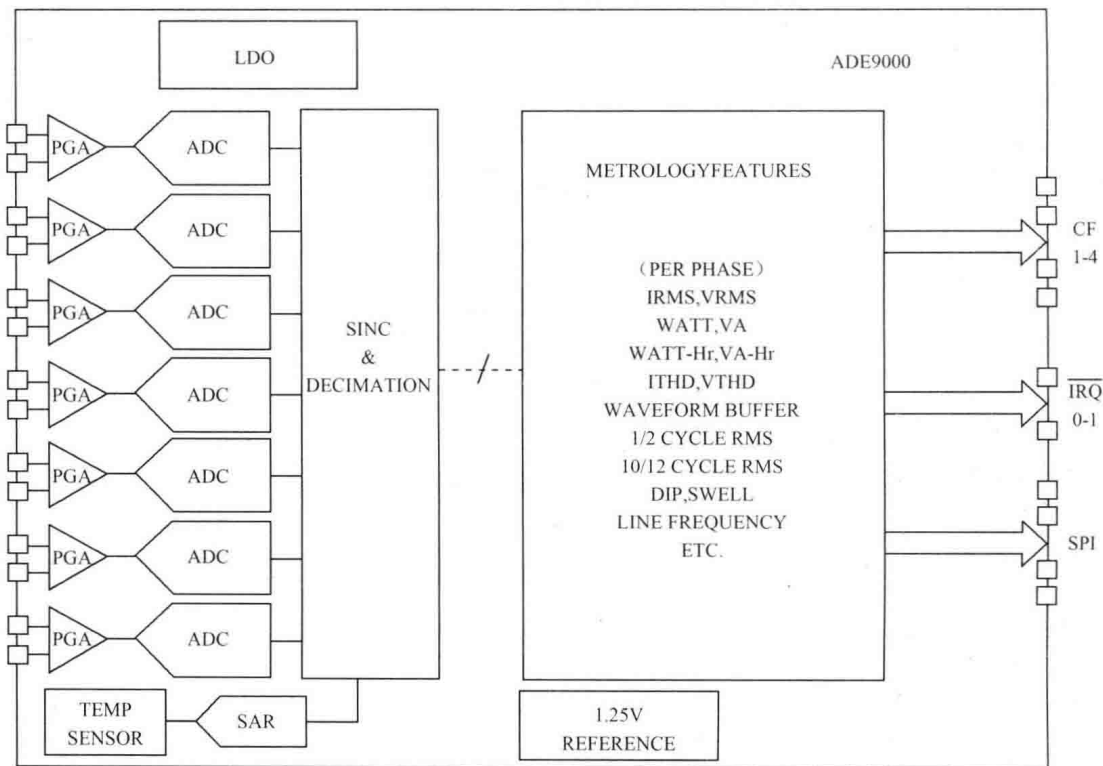 LDO
ADE9000
PGA
ADC
PGA
ADC
PGA
ADC
PGA
ADC
PGA
ADC
PGA
ADC
PGA
ADC
SINC
&
DECIMATION
METROLOGYFEATURES
(PER PHASE)
IRMS,VRMS
WATT,VA
WATT-Hr,VA-Hr
ITHD,VTHD
WAVEFORM BUFFER
1/2 CYCLE RMS
10/12 CYCLE RMS
DIP,SWELL
LINE FREQUENCY
ETC.
CF
1-4
IRQ
0-1
SPI
TEMP
SENSOR
SAR
1.25V
REFERENCE